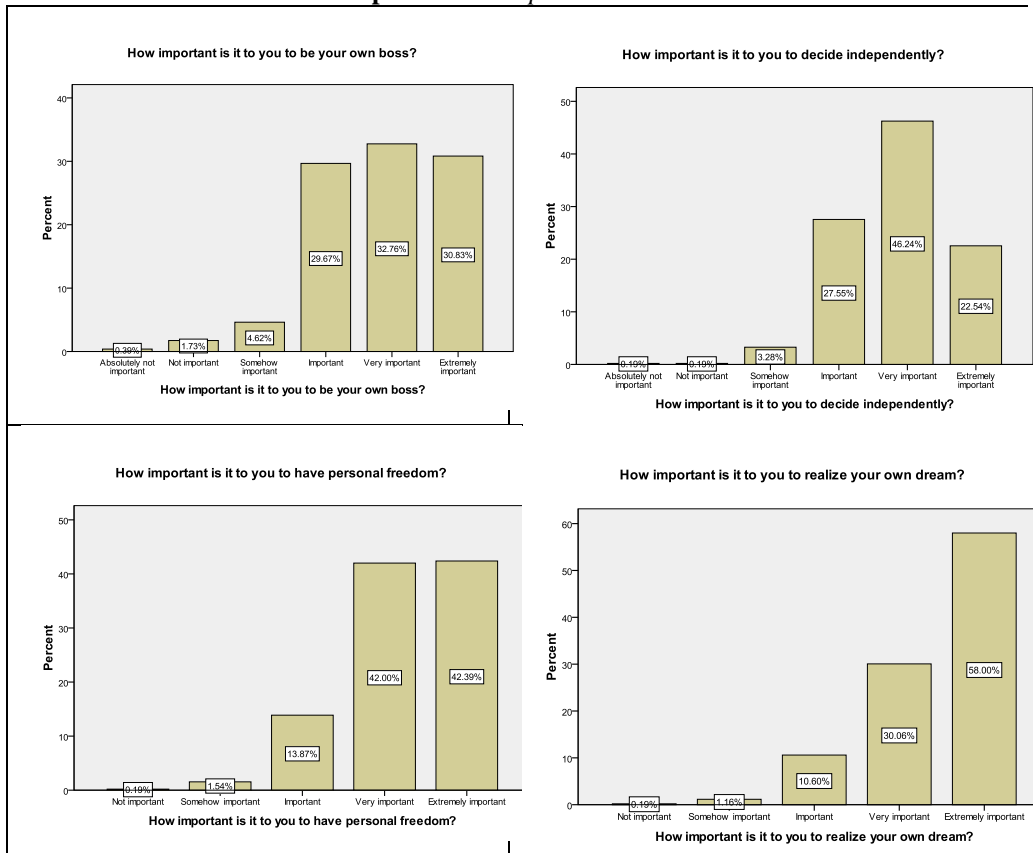 How important is it to you to be your own boss?
40
30
20
10
0
Percent
0.39%
1.73%
4.62%
29.67%
32.76%
30.83%
Absolutely not
important
Not important
Somehow
important
Important
Very important
Extremely
important
How important is it to you to be your own boss?
How important is it to you to decide independently?
50
40
30
20
10
0
Percent
0.19%
0.19%
3.28%
27.55%
46.24%
22.54%
Absolutely not
important
Not important
Somehow
important
Important
Very important
Extremely
important
How important is it to you to decide independently?
How important is it to you to have personal freedom?
50
40
30
20
10
0
Percent
0.19%
1.54%
13.87%
42.00%
42.39%
Not important
Somehow important
Important
Very important
Extremely important
How important is it to you to have personal freedom?
How important is it to you to realize your own dream?
60
50
40
30
20
10
0
Percent
0.19%
1.16%
10.60%
30.06%
58.00%
Not important
Somehow important
Important
Very important
Extremely important
How important is it to you to realize your own dream?